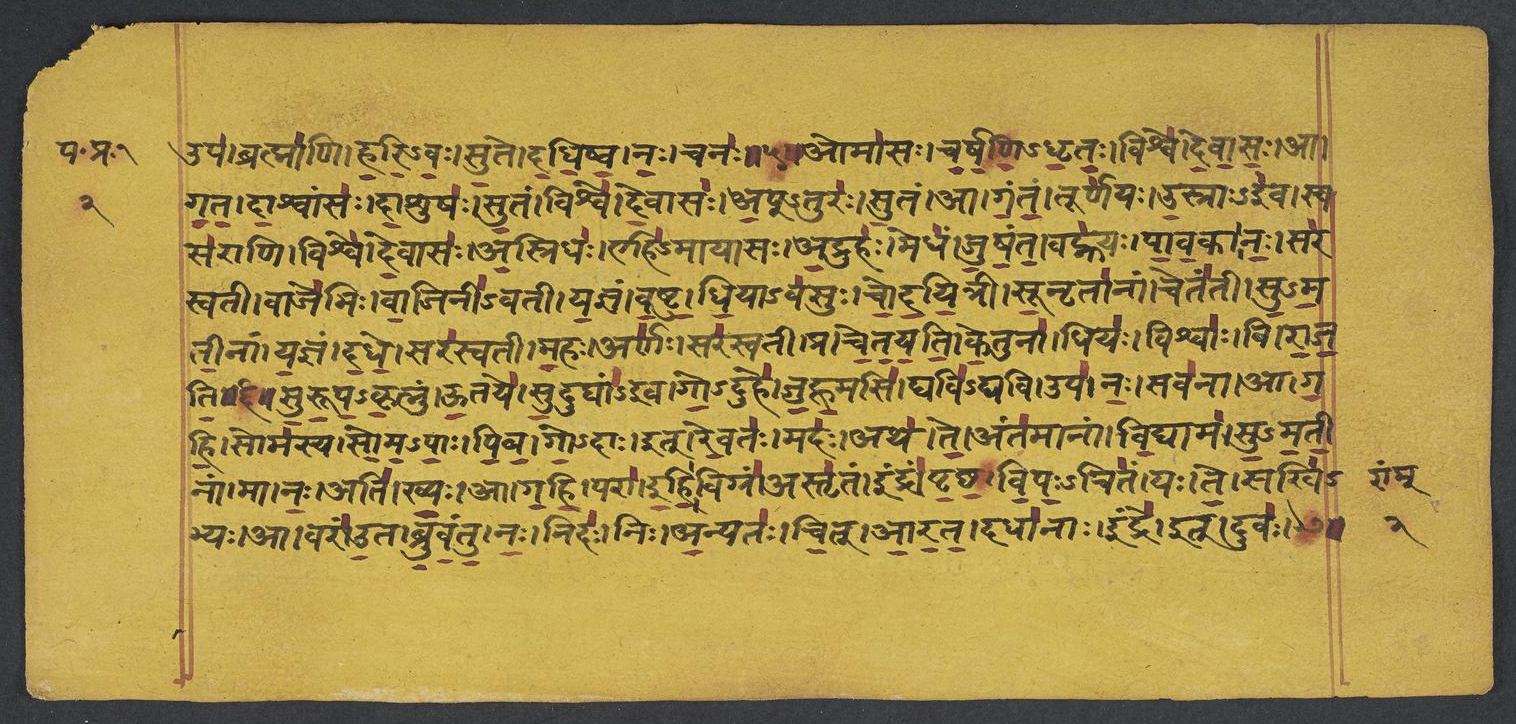 प॰ प्र॰ १
२
उप।ब्रह्माणि।हरिऽवः।सुते।दधिष्व।नः।चनः॥५॥ओमासः।चर्षणिऽधृतः।विश्वे।देवासः।आ।
गत।दाश्वांसः।दाशुषः।सुतं।विश्वे।देवासः।अप्ऽतुरः।सुतं।आ।गंत।तूर्णयः।उस्राःऽइव।स्व
सराणि।विश्वे।देवासः।अस्रिधः।एहिऽमायासः।अद्रुहः।मेधं।जुषंत।वह्नयः।पावका।नः।सर
स्वती।वाजेभिः।वाजिनीऽवती।यज्ञं।वष्टु।धियाऽवसुः।चोदयित्री।सूनृतानां।चेतंती।सुऽम
तीनां।यज्ञं।दधे।सरस्वती।महः।अर्णः।सरस्वती।प्र।चेतयति।केतुना।धियः।विश्वाः।वि।राज
ति॥६॥सुरूपऽकृत्नुं।ऊतये।सुदुघांऽइव।गोऽदुहे।जुहूमसि।द्यविऽद्यवि।उप।नः।सवना।आ।ग
हि।सोमस्य।सोमऽपाः।पिब।गोऽदाः।इत्।रेवतः।मदः।अथ।ते।अंतमानां।विद्याम।सुऽमती
नां।मा।नः।अति।ख्यः।आ।गहि।परा।इहि।विग्रं।अस्तृतं।इंद्रं।पृच्छ।विपःऽचितं।यः।ते।सखिऽ
भ्यः।आ।वरं।उत।ब्रुवंतु।नः।निदः।निः।अन्यतः।चित्।आरत।दधानाः।इंद्रे।इत्।दुवः॥७॥
रामू
२